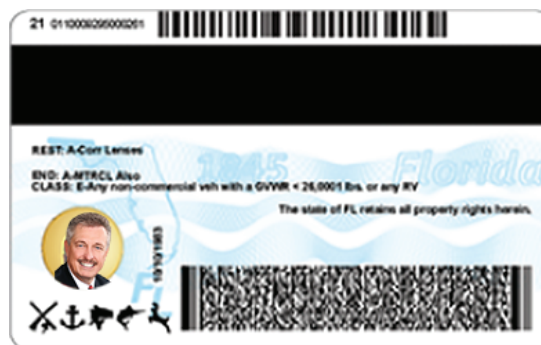 21
REST: A-Corr Lenses
1845 Florida
END: A-MTRCL Also
CLASS: E-Any non-commercial veh with a GVWR < 26,0001 lbs. or any RV
The state of FL retains all property rights herein.
FL